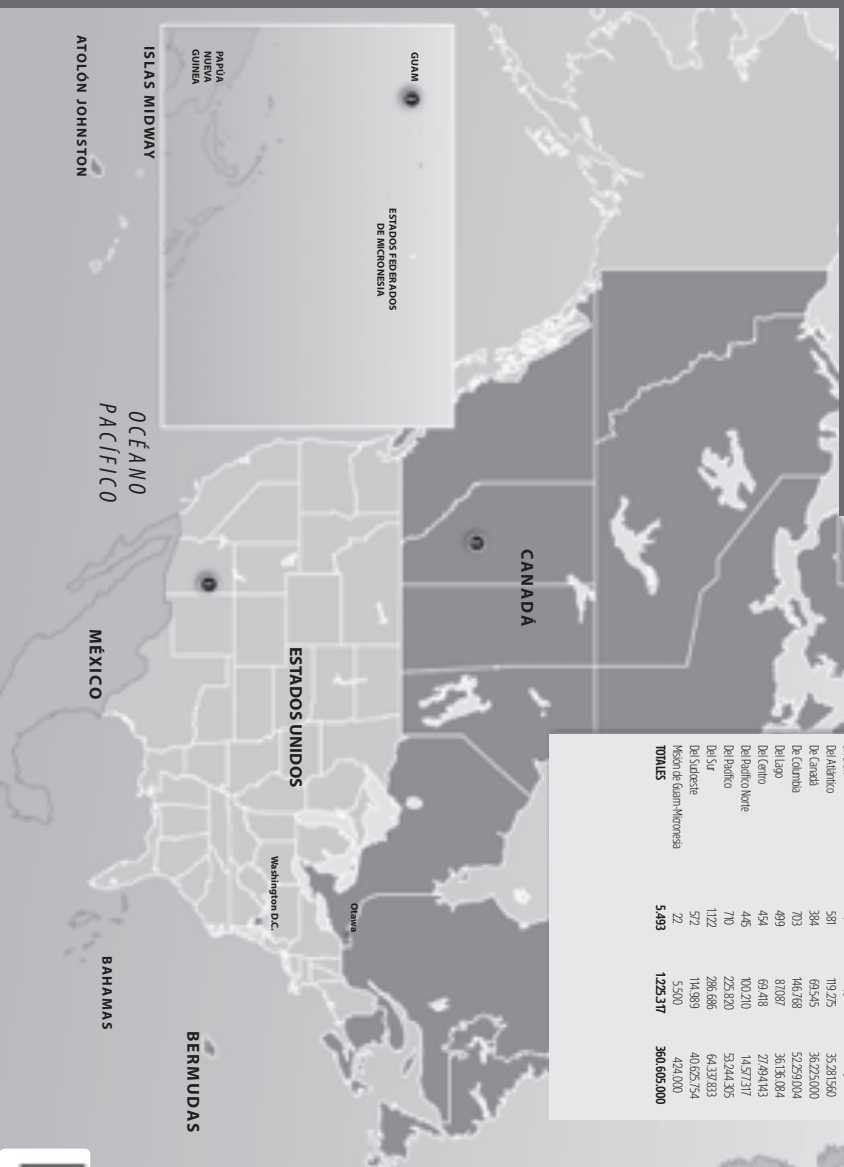 Del Atlántico 581 119.275 35.281.560
De Canadá 384 69.545 36.225.000
De Columbia 703 146.768 52.259.004
Del Lago 499 87.087 36.136.084
Del Centro 454 69.418 27.494.143
Del Pacífico Norte 445 100.210 14.577.317
Del Pacífico 710 225.820 53.244.305
Del Sur 1.122 286.686 64.337.833
Del Sudoeste 572 114.989 40.625.754
Misión de Guam-Micronesia 22 5.500 424.000
TOTALES 5.493 1.225.317 360.605.000
CANADÁ
GUAM
ESTADOS FEDERADOS
DE MICRONESIA
PAPÚA
NUEVA
GUINEA
Otawa
ESTADOS UNIDOS
Washington D.C.
BERMUDAS
ISLAS MIDWAY
OCÉANO
PACÍFICO
BAHAMAS
MÉXICO
ATOLÓN JOHNSTON